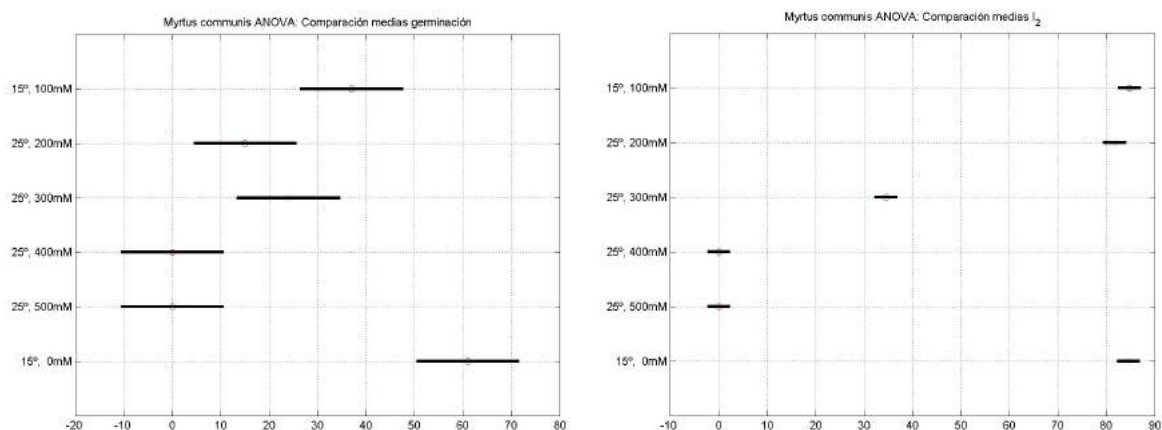 Myrtus communis ANOVA: Comparación medias germinación
15º, 100mM
25º, 200mM
25º, 300mM
25º, 400mM
25º, 500mM
15º, 0mM
-20 -10 0 10 20 30 40 50 60 70 80
Myrtus communis ANOVA: Comparación medias I2
15º, 100mM
25º, 200mM
25º, 300mM
25º, 400mM
25º, 500mM
15º, 0mM
-10 0 10 20 30 40 50 60 70 80 90